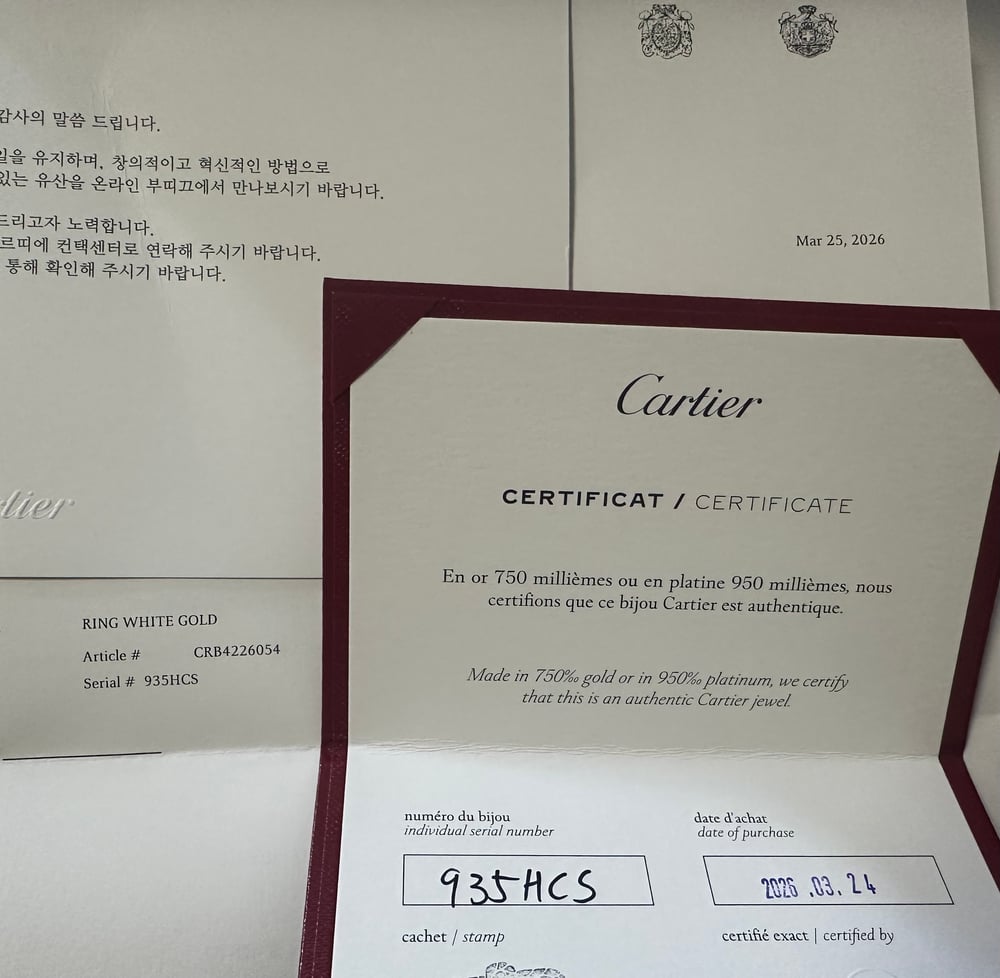 감사의 말씀 드립니다.
유지하며, 창의적이고 혁신적인 방법으로
있는 유산을 온라인 부띠끄에서 만나보시기 바랍니다.
드리고자 노력합니다.
르띠에 컨택센터로 연락해 주시기 바랍니다.
통해 확인해 주시기 바랍니다.
Mar 25, 2026
RING WHITE GOLD
Article # CRB4226054
Serial # 935HCS
Cartier
CERTIFICAT / CERTIFICATE
En or 750 millièmes ou en platine 950 millièmes, nous
certifions que ce bijou Cartier est authentique.
Made in 750‰ gold or in 950‰ platinum, we certify
that this is an authentic Cartier jewel.
numéro du bijou
individual serial number
date d'achat
date of purchase
935HCS
2026.03.24
cachet / stamp
certifié exact | certified by